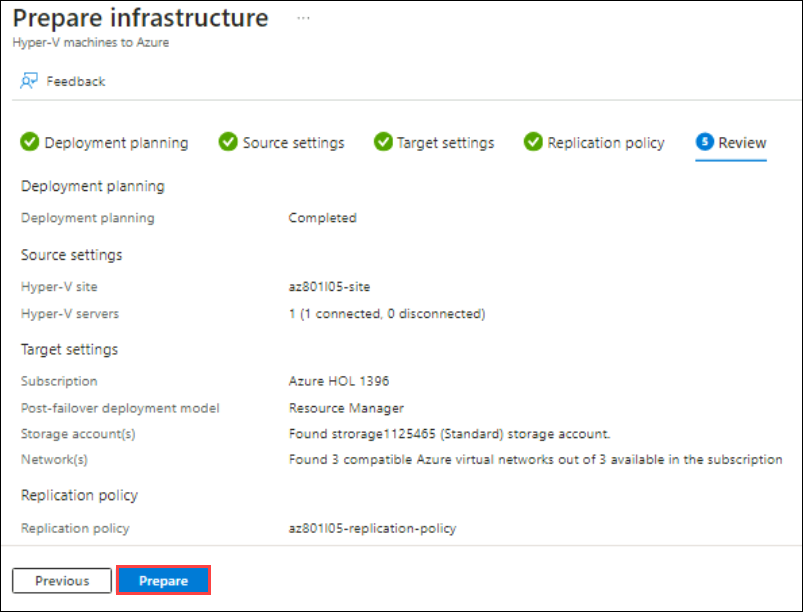 Prepare infrastructure ...
Hyper-V machines to Azure
Feedback
Deployment planning Source settings Target settings Replication policy 5 Review
Deployment planning
Deployment planning Completed
Source settings
Hyper-V site az801l05-site
Hyper-V servers 1 (1 connected, 0 disconnected)
Target settings
Subscription Azure HOL 1396
Post-failover deployment model Resource Manager
Storage account(s) Found strorage1125465 (Standard) storage account.
Network(s) Found 3 compatible Azure virtual networks out of 3 available in the subscription
Replication policy
Replication policy az801l05-replication-policy
Previous Prepare